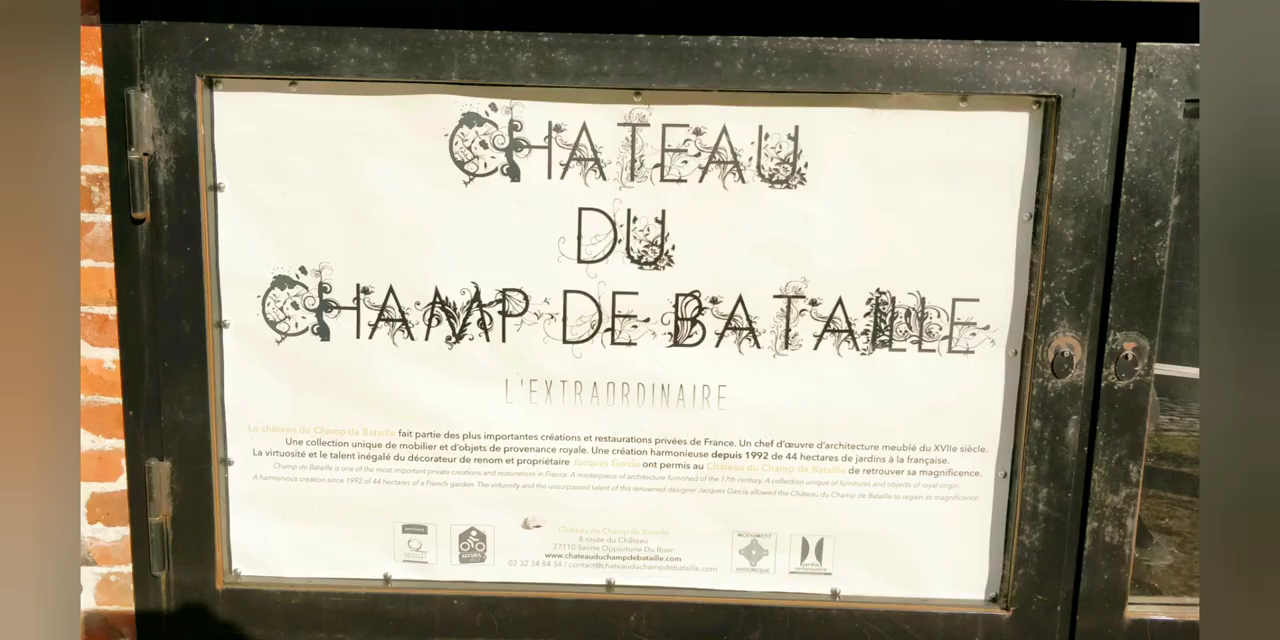 CHATEAU
DU
CHAMP DE BATAILLE
L'EXTRAORDINAIRE
Le château du Champ de Bataille fait partie des plus importantes créations et restaurations privées de France. Un chef d'œuvre d'architecture meublé du XVIIe siècle.
Une collection unique de mobilier et d'objets de provenance royale. Une création harmonieuse depuis 1992 de 44 hectares de jardins à la française.
La virtuosité et le talent inégalé du décorateur de renom et propriétaire Jacques Garcia ont permis au Château du Champ de Bataille de retrouver sa magnificence.
Champ de Bataille is one of the most important private creations and restorations in France. A masterpiece of architecture furnished of the 17th century. A collection unique of furnitures and objects of royal origin.
A harmonious creation since 1992 of 44 hectares of a French garden. The virtuosity and the unsurpassed talent of this renowned designer Jacques Garcia allowed the Château du Champ de Bataille to regain its magnificence.
Château du Champ de Bataille
8 route du Château
27110 Sainte Opportune Du Bosc
www.chateauduchampdebataille.com
02 32 34 84 34 / contact@chateauduchampdebataille.com
ACCUEIL
MONUMENT
HISTORIQUE
jardin
remarquable